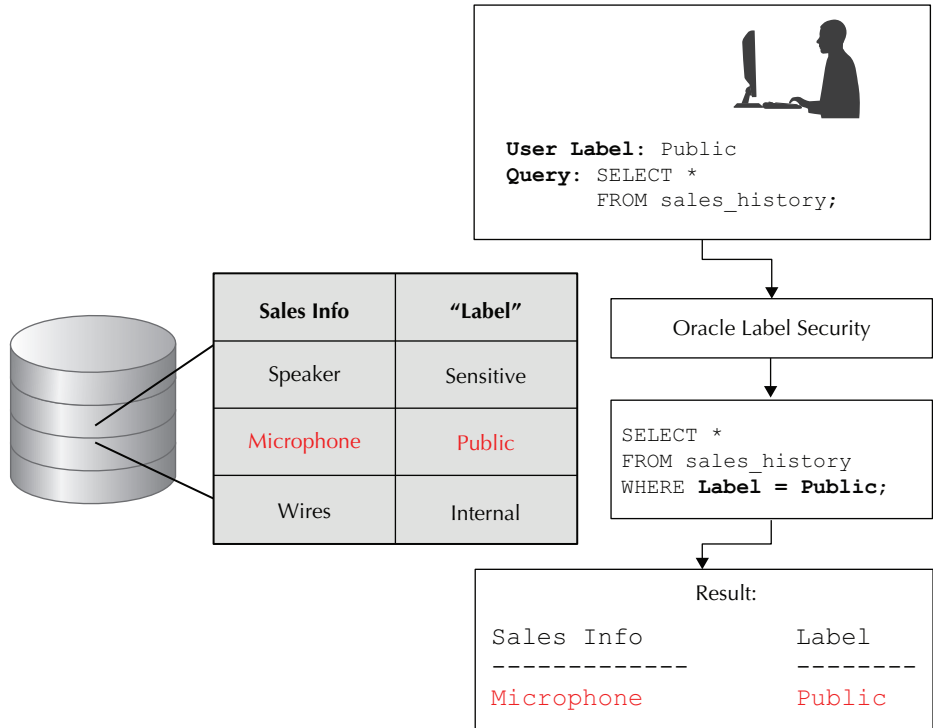 User Label: Public
Query: SELECT *
FROM sales_history;
Sales Info “Label”
Speaker Sensitive
Microphone Public
Wires Internal
Oracle Label Security
SELECT *
FROM sales_history
WHERE Label = Public;
Result:
Sales Info Label
------------- --------
Microphone Public